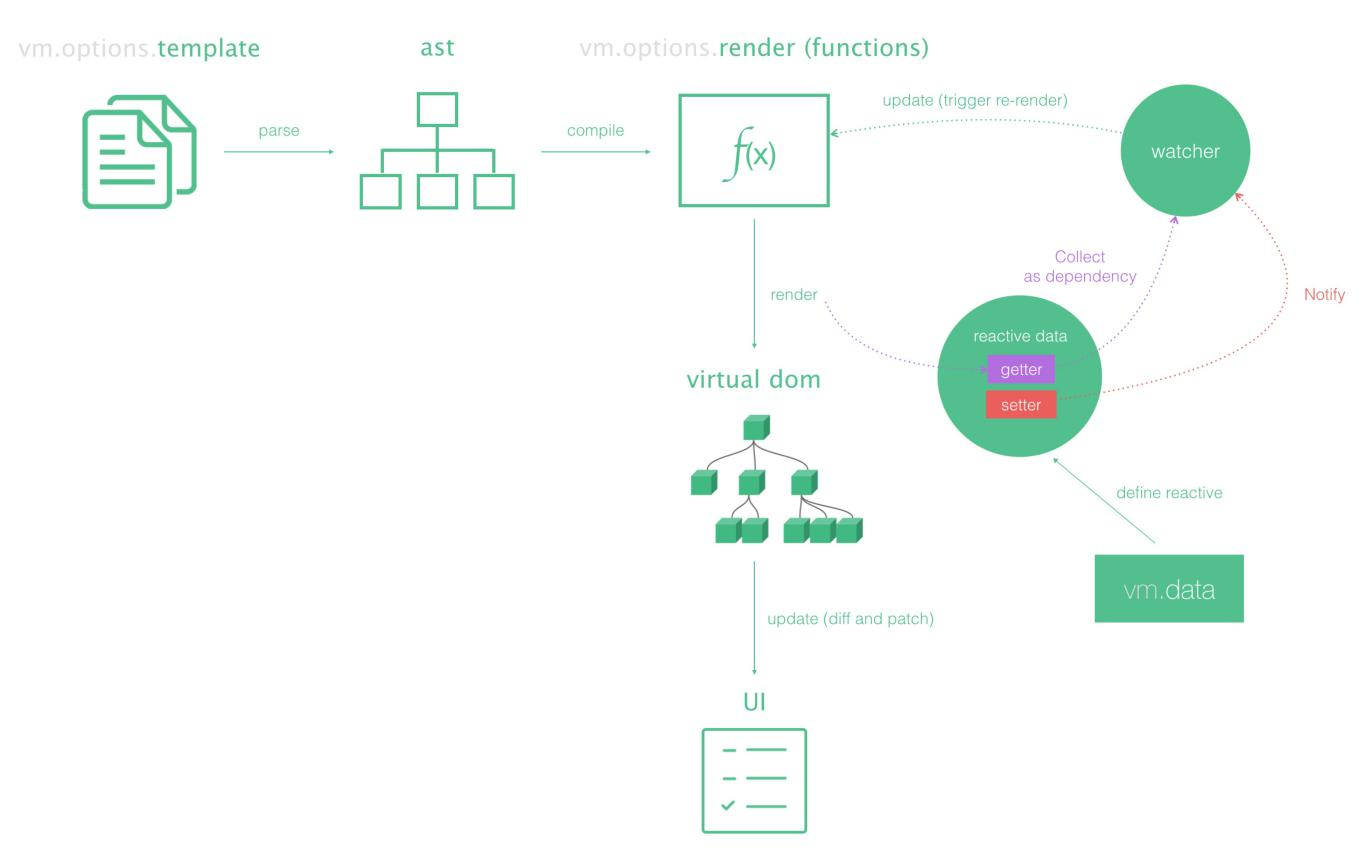 vm.options.template
ast
vm.options.render (functions)
parse
compile
f(x)
update (trigger re-render)
watcher
Collect
as dependency
render
Notify
reactive data
getter
setter
virtual dom
define reactive
vm.data
update (diff and patch)
UI